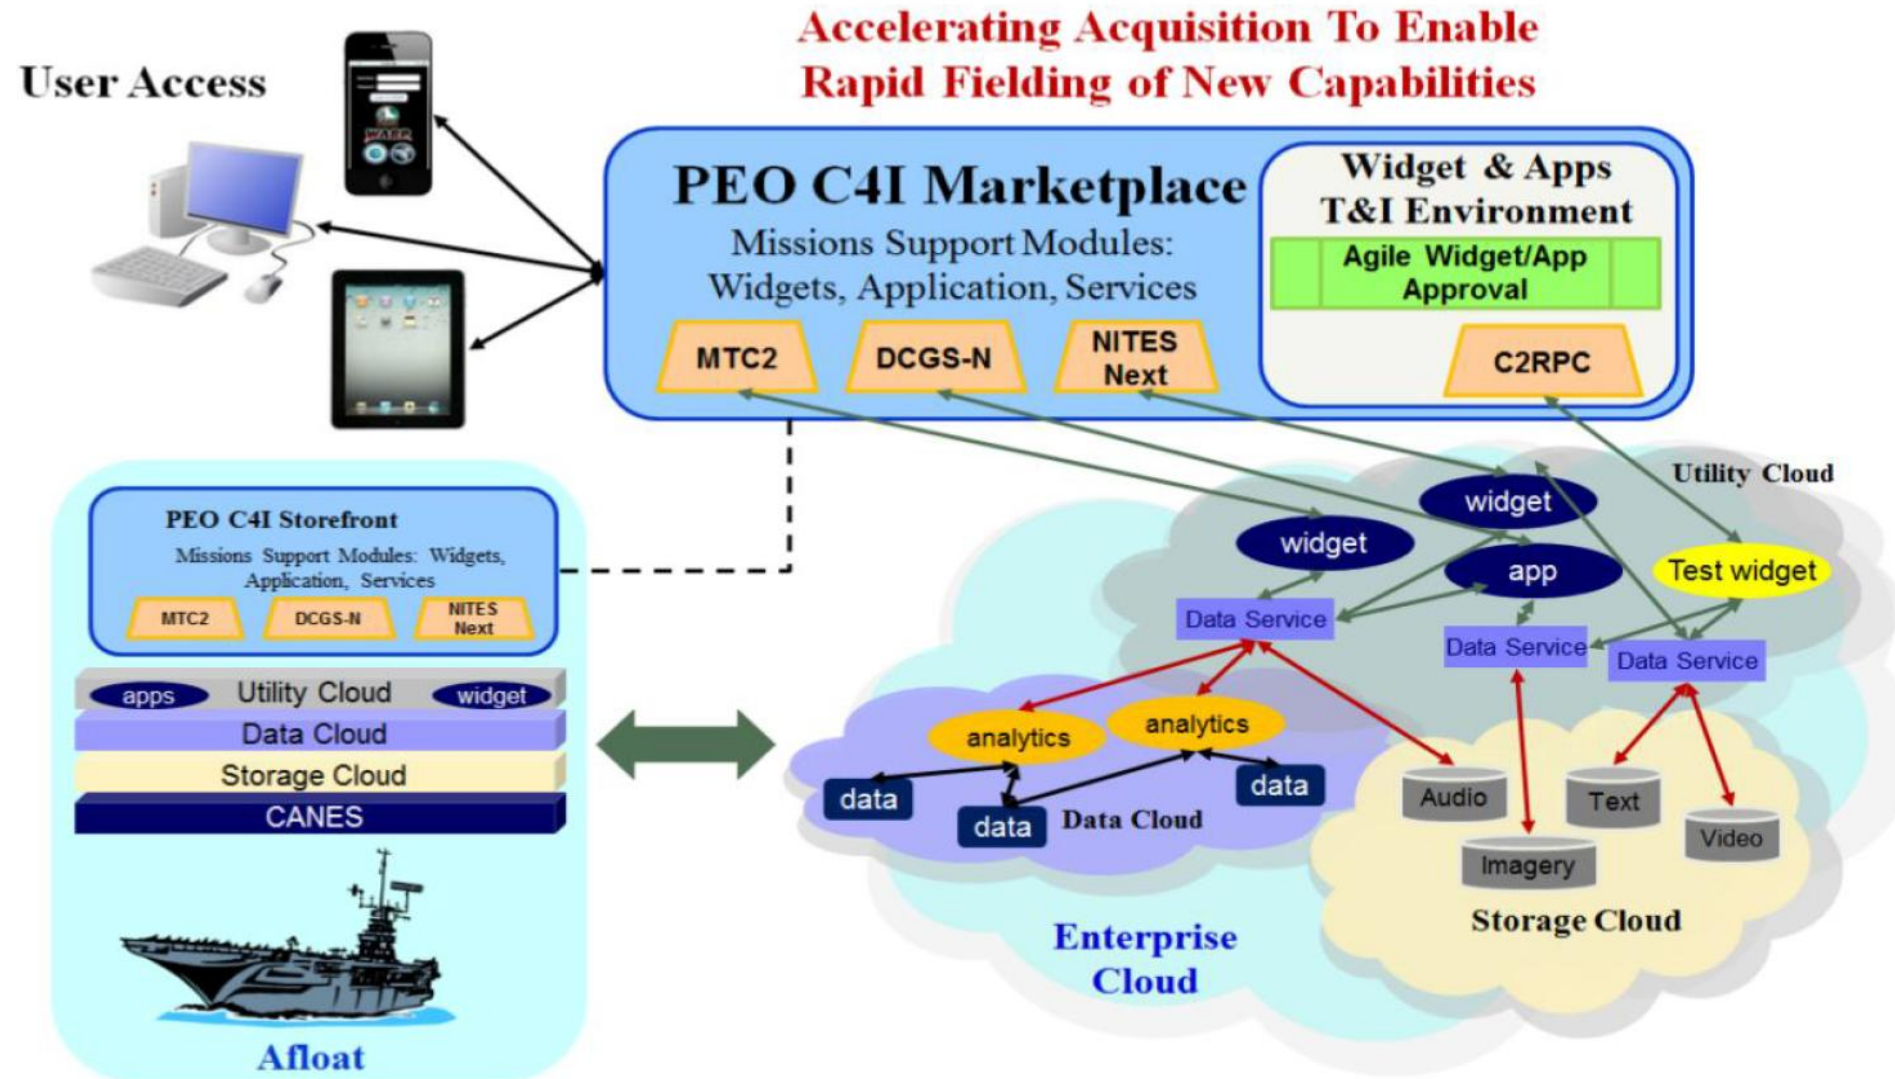 Accelerating Acquisition To Enable
Rapid Fielding of New Capabilities
User Access
WARP
PEO C4I Marketplace
Missions Support Modules:
Widgets, Application, Services
MTC2
DCGS-N
NITES
Next
Widget & Apps
T&I Environment
Agile Widget/App
Approval
C2RPC
PEO C4I Storefront
Missions Support Modules: Widgets,
Application, Services
MTC2
DCGS-N
NITES
Next
apps
Utility Cloud
widget
Data Cloud
Storage Cloud
CANES
Afloat
Utility Cloud
widget
widget
app
Test widget
Data Service
Data Service
Data Service
analytics
analytics
data
data
data
Data Cloud
Audio
Text
Video
Imagery
Storage Cloud
Enterprise
Cloud